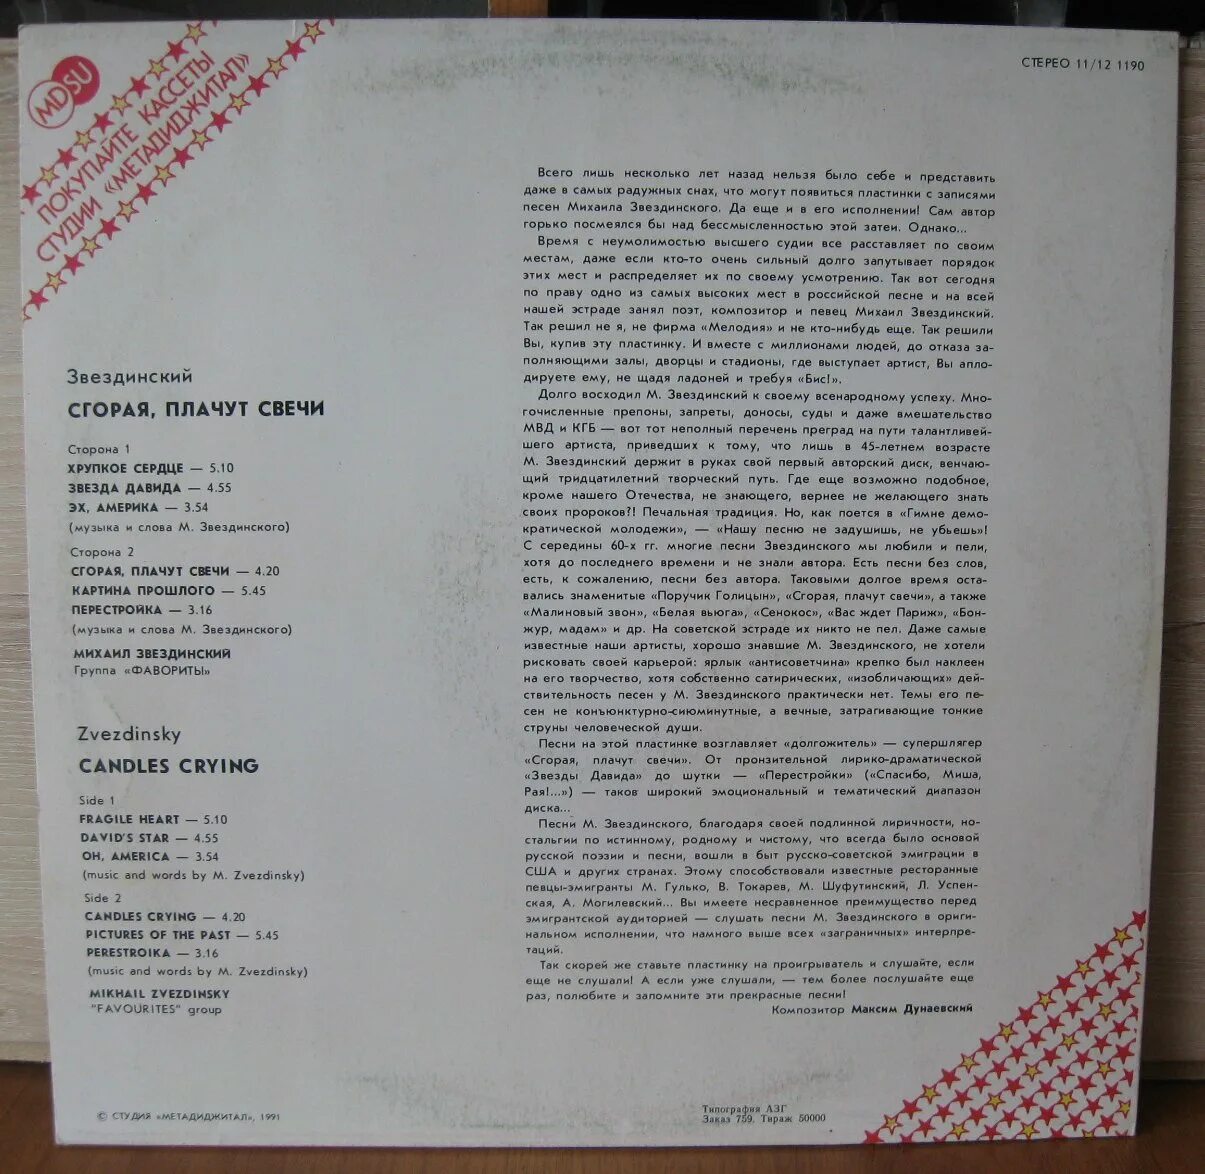 MDSU
ПОКУПАЙТЕ КАССЕТЫ
СТУДИИ «МЕТАДИДЖИТАЛ»
СТЕРЕО 11/12 1190
Звездинский
СГОРАЯ, ПЛАЧУТ СВЕЧИ
Сторона 1
ХРУПКОЕ СЕРДЦЕ — 5.10
ЗВЕЗДА ДАВИДА — 4.55
ЭХ, АМЕРИКА — 3.54
(музыка и слова М. Звездинского)
Сторона 2
СГОРАЯ, ПЛАЧУТ СВЕЧИ — 4.20
КАРТИНА ПРОШЛОГО — 5.45
ПЕРЕСТРОЙКА — 3.16
(музыка и слова М. Звездинского)
МИХАИЛ ЗВЕЗДИНСКИЙ
Группа «ФАВОРИТЫ»
Zvezdinsky
CANDLES CRYING
Side 1
FRAGILE HEART — 5.10
DAVID'S STAR — 4.55
OH, AMERICA — 3.54
(music and words by M. Zvezdinsky)
Side 2
CANDLES CRYING — 4.20
PICTURES OF THE PAST — 5.45
PERESTROIKA — 3.16
(music and words by M. Zvezdinsky)
MIKHAIL ZVEZDINSKY
"FAVOURITES" group
Всего лишь несколько лет назад нельзя было себе и представить
даже в самых радужных снах, что могут появиться пластинки с записями
песен Михаила Звездинского. Да еще и в его исполнении! Сам автор
горько посмеялся бы над бессмысленностью этой затеи. Однако...
Время с неумолимостью высшего судии все расставляет по своим
местам, даже если кто-то очень сильный долго запутывает порядок
этих мест и распределяет их по своему усмотрению. Так вот сегодня
по праву одно из самых высоких мест в российской песне и на всей
нашей эстраде занял поэт, композитор и певец Михаил Звездинский.
Так решил не я, не фирма «Мелодия» и не кто-нибудь еще. Так решили
Вы, купив эту пластинку. И вместе с миллионами людей, до отказа за-
полняющими залы, дворцы и стадионы, где выступает артист, Вы апло-
дируете ему, не щадя ладоней и требуя «Бис!».
Долго восходил М. Звездинский к своему всенародному успеху. Мно-
гочисленные препоны, запреты, доносы, суды и даже вмешательство
МВД и КГБ — вот тот неполный перечень преград на пути талантливей-
шего артиста, приведших к тому, что лишь в 45-летнем возрасте
М. Звездинский держит в руках свой первый авторский диск, венчаю-
щий тридцатилетний творческий путь. Где еще возможно подобное,
кроме нашего Отечества, не знающего, вернее не желающего знать
своих пророков?! Печальная традиция. Но, как поется в «Гимне демо-
кратической молодежи», — «Нашу песню не задушишь, не убьешь»!
С середины 60-х гг. многие песни Звездинского мы любили и пели,
хотя до последнего времени и не знали автора. Есть песни без слов,
есть, к сожалению, песни без автора. Таковыми долгое время оста-
вались знаменитые «Поручик Голицын», «Сгорая, плачут свечи», а также
«Малиновый звон», «Белая вьюга», «Сенокос», «Вас ждет Париж», «Бон-
жур, мадам» и др. На советской эстраде их никто не пел. Даже самые
известные наши артисты, хорошо знавшие М. Звездинского, не хотели
рисковать своей карьерой: ярлык «антисоветчина» крепко был наклеен
на его творчество, хотя собственно сатирических, «изобличающих» дей-
ствительность песен у М. Звездинского практически нет. Темы его пе-
сен не конъюнктурно-сиюминутные, а вечные, затрагивающие тонкие
струны человеческой души.
Песни на этой пластинке возглавляет «долгожитель» — супершлягер
«Сгорая, плачут свечи». От пронзительной лирико-драматической
«Звезды Давида» до шутки — «Перестройки» («Спасибо, Миша,
Рая!...») — таков широкий эмоциональный и тематический диапазон
диска...
Песни М. Звездинского, благодаря своей подлинной лиричности, но-
стальгии по истинному, родному и чистому, что всегда было основой
русской поэзии и песни, вошли в быт русско-советской эмиграции в
США и других странах. Этому способствовали известные ресторанные
певцы-эмигранты М. Гулько, В. Токарев, М. Шуфутинский, Л. Успен-
ская, А. Могилевский... Вы имеете несравненное преимущество перед
эмигрантской аудиторией — слушать песни М. Звездинского в ориги-
нальном исполнении, что намного выше всех «заграничных» интерпре-
таций.
Так скорей же ставьте пластинку на проигрыватель и слушайте, если
еще не слушали! А если уже слушали, — тем более послушайте еще
раз, полюбите и запомните эти прекрасные песни!
Композитор Максим Дунаевский
© СТУДИЯ «МЕТАДИДЖИТАЛ», 1991
Типография АЗГ
Заказ 759. Тираж 50000